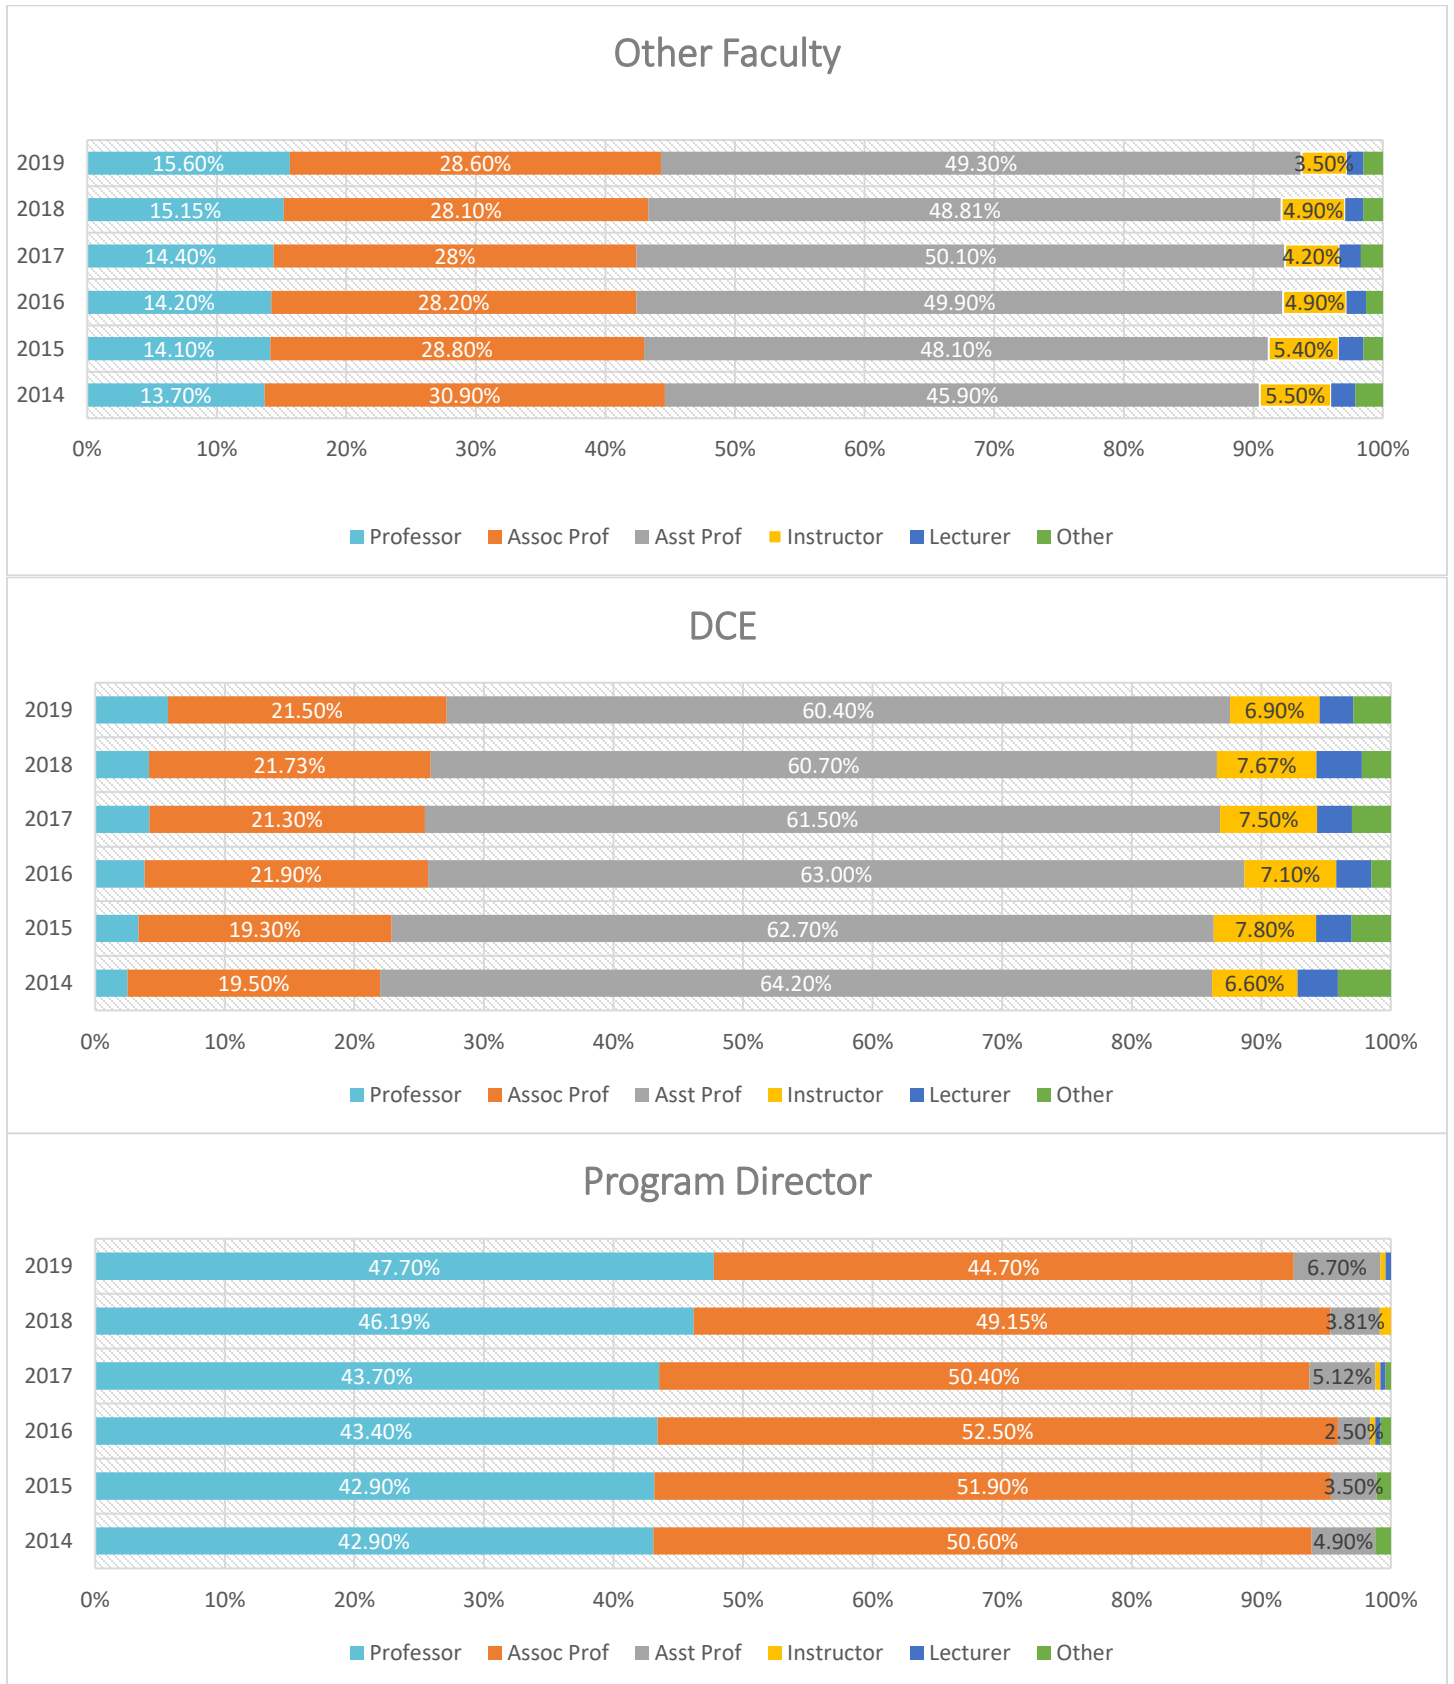 Other Faculty
2019 15.60% 28.60% 49.30% 3.50%
2018 15.15% 28.10% 48.81% 4.90%
2017 14.40% 28% 50.10% 4.20%
2016 14.20% 28.20% 49.90% 4.90%
2015 14.10% 28.80% 48.10% 5.40%
2014 13.70% 30.90% 45.90% 5.50%
0% 10% 20% 30% 40% 50% 60% 70% 80% 90% 100%
Professor Assoc Prof Asst Prof Instructor Lecturer Other
DCE
2019 21.50% 60.40% 6.90%
2018 21.73% 60.70% 7.67%
2017 21.30% 61.50% 7.50%
2016 21.90% 63.00% 7.10%
2015 19.30% 62.70% 7.80%
2014 19.50% 64.20% 6.60%
0% 10% 20% 30% 40% 50% 60% 70% 80% 90% 100%
Professor Assoc Prof Asst Prof Instructor Lecturer Other
Program Director
2019 47.70% 44.70% 6.70%
2018 46.19% 49.15% 3.81%
2017 43.70% 50.40% 5.12%
2016 43.40% 52.50% 2.50%
2015 42.90% 51.90% 3.50%
2014 42.90% 50.60% 4.90%
0% 10% 20% 30% 40% 50% 60% 70% 80% 90% 100%
Professor Assoc Prof Asst Prof Instructor Lecturer Other